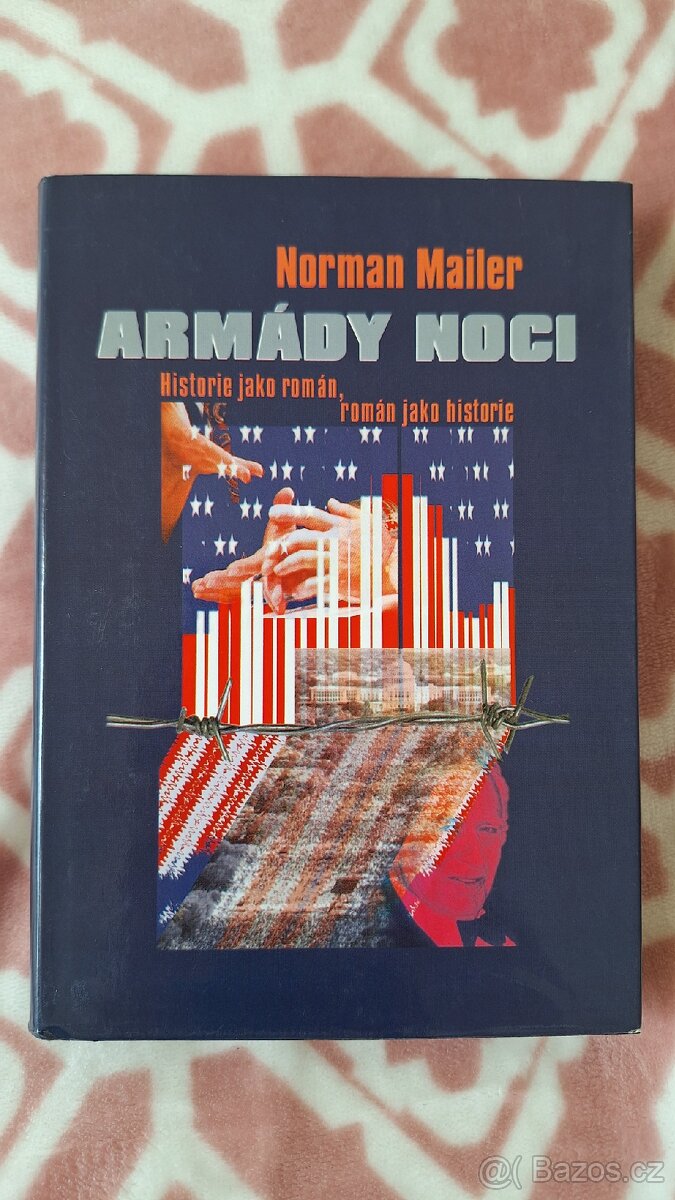 Norman Mailer
ARMÁDY NOCI
Historie jako román,
román jako historie
@ Bazos.cz